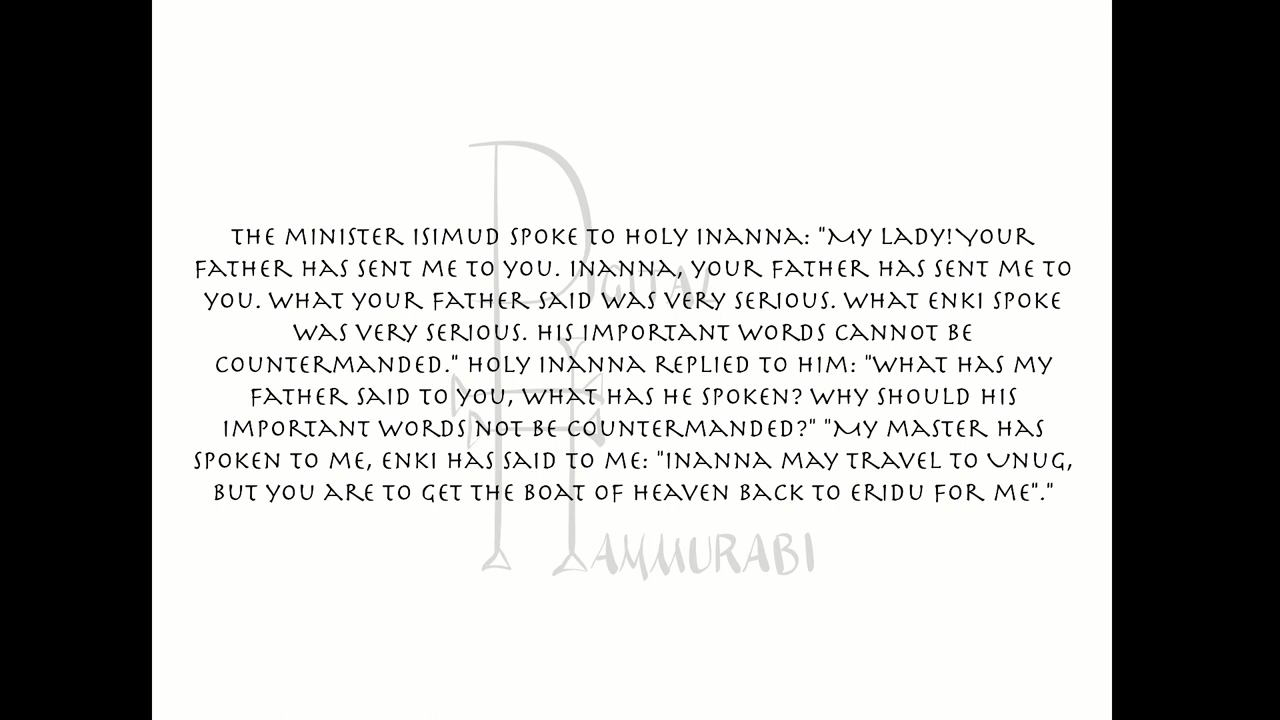 THE MINISTER ISIMUD SPOKE TO HOLY INANNA: "MY LADY! YOUR
FATHER HAS SENT ME TO YOU. INANNA, YOUR FATHER HAS SENT ME TO
YOU. WHAT YOUR FATHER SAID WAS VERY SERIOUS. WHAT ENKI SPOKE
WAS VERY SERIOUS. HIS IMPORTANT WORDS CANNOT BE
COUNTERMANDED." HOLY INANNA REPLIED TO HIM: "WHAT HAS MY
FATHER SAID TO YOU, WHAT HAS HE SPOKEN? WHY SHOULD HIS
IMPORTANT WORDS NOT BE COUNTERMANDED?" "MY MASTER HAS
SPOKEN TO ME, ENKI HAS SAID TO ME: "INANNA MAY TRAVEL TO UNUG,
BUT YOU ARE TO GET THE BOAT OF HEAVEN BACK TO ERIDU FOR ME"."
DIGITAL
HAMMURABI